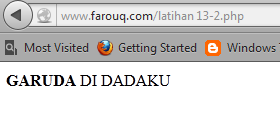 www.farouq.com/latihan 13-2.php
Most Visited Getting Started Windows
GARUDA DI DADAKU